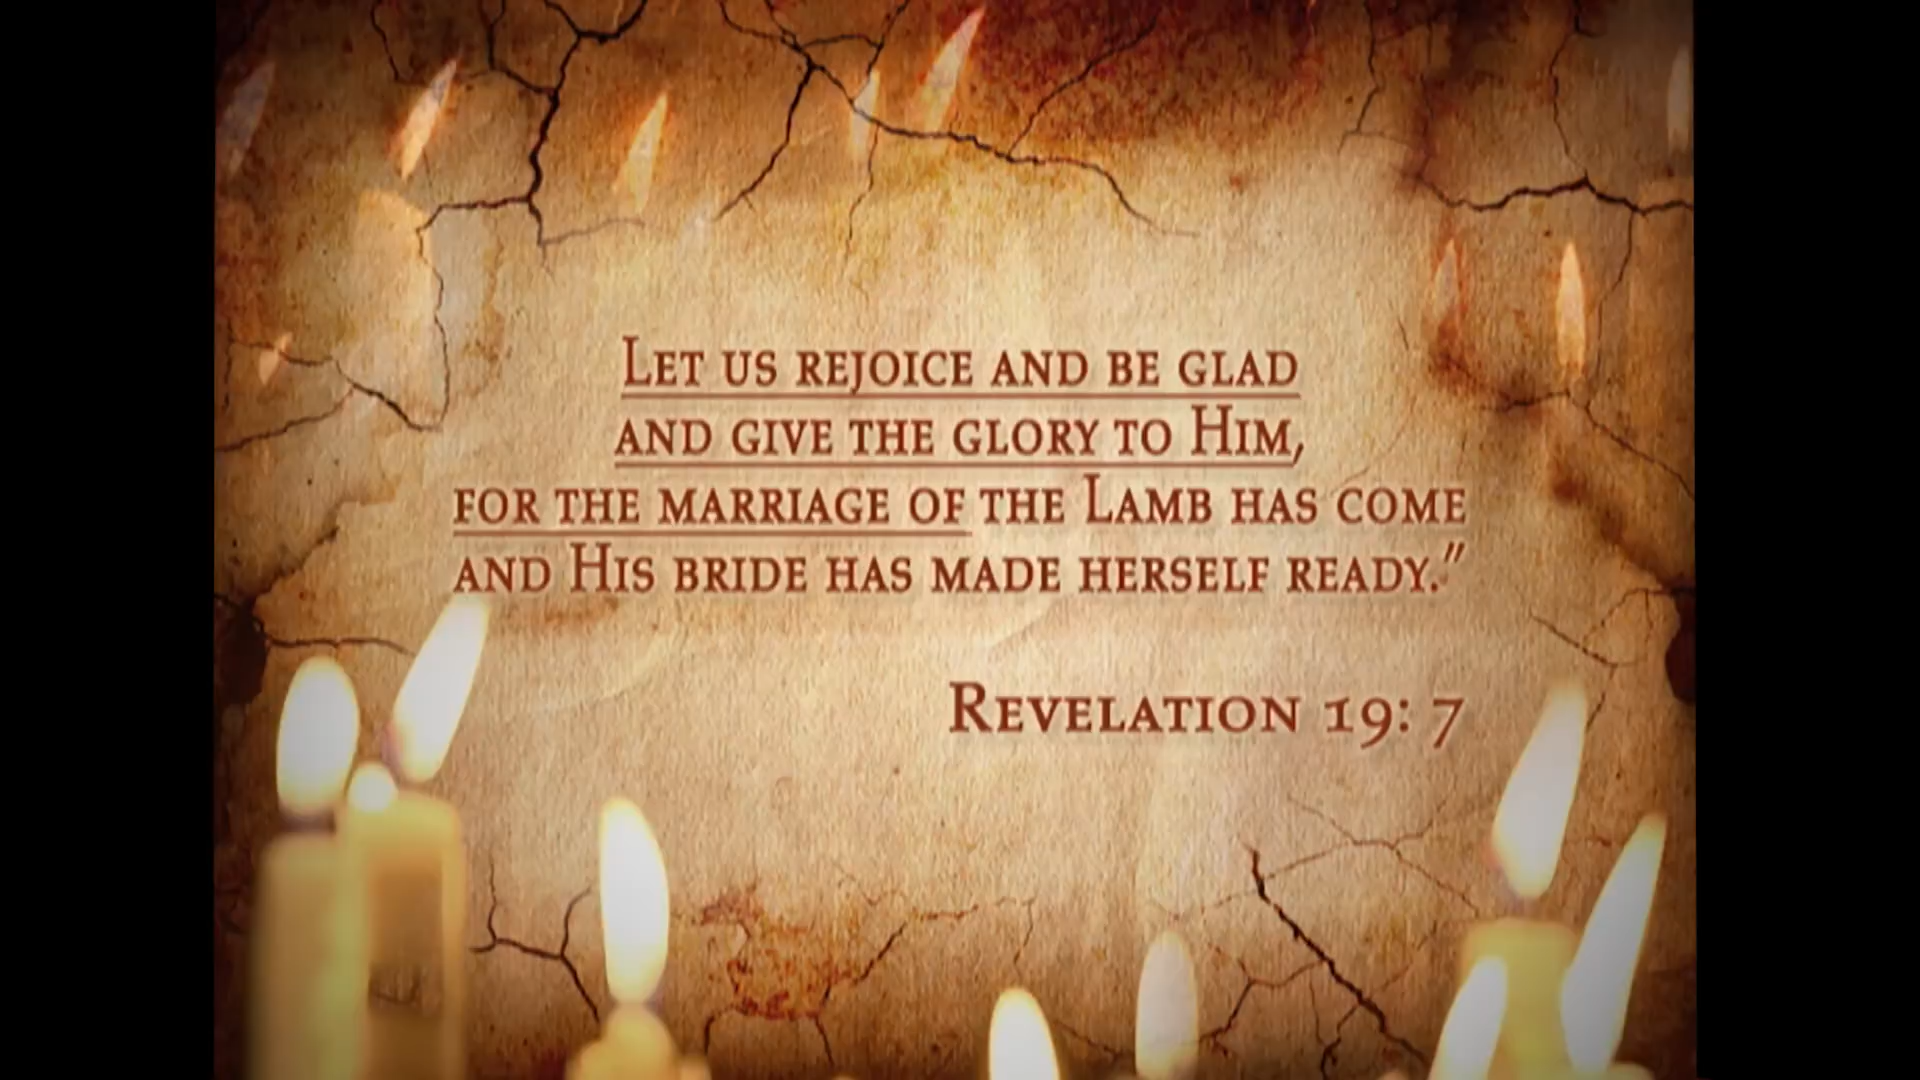 Let us rejoice and be glad
and give the glory to Him,
for the marriage of the Lamb has come
and His bride has made herself ready.”
Revelation 19: 7